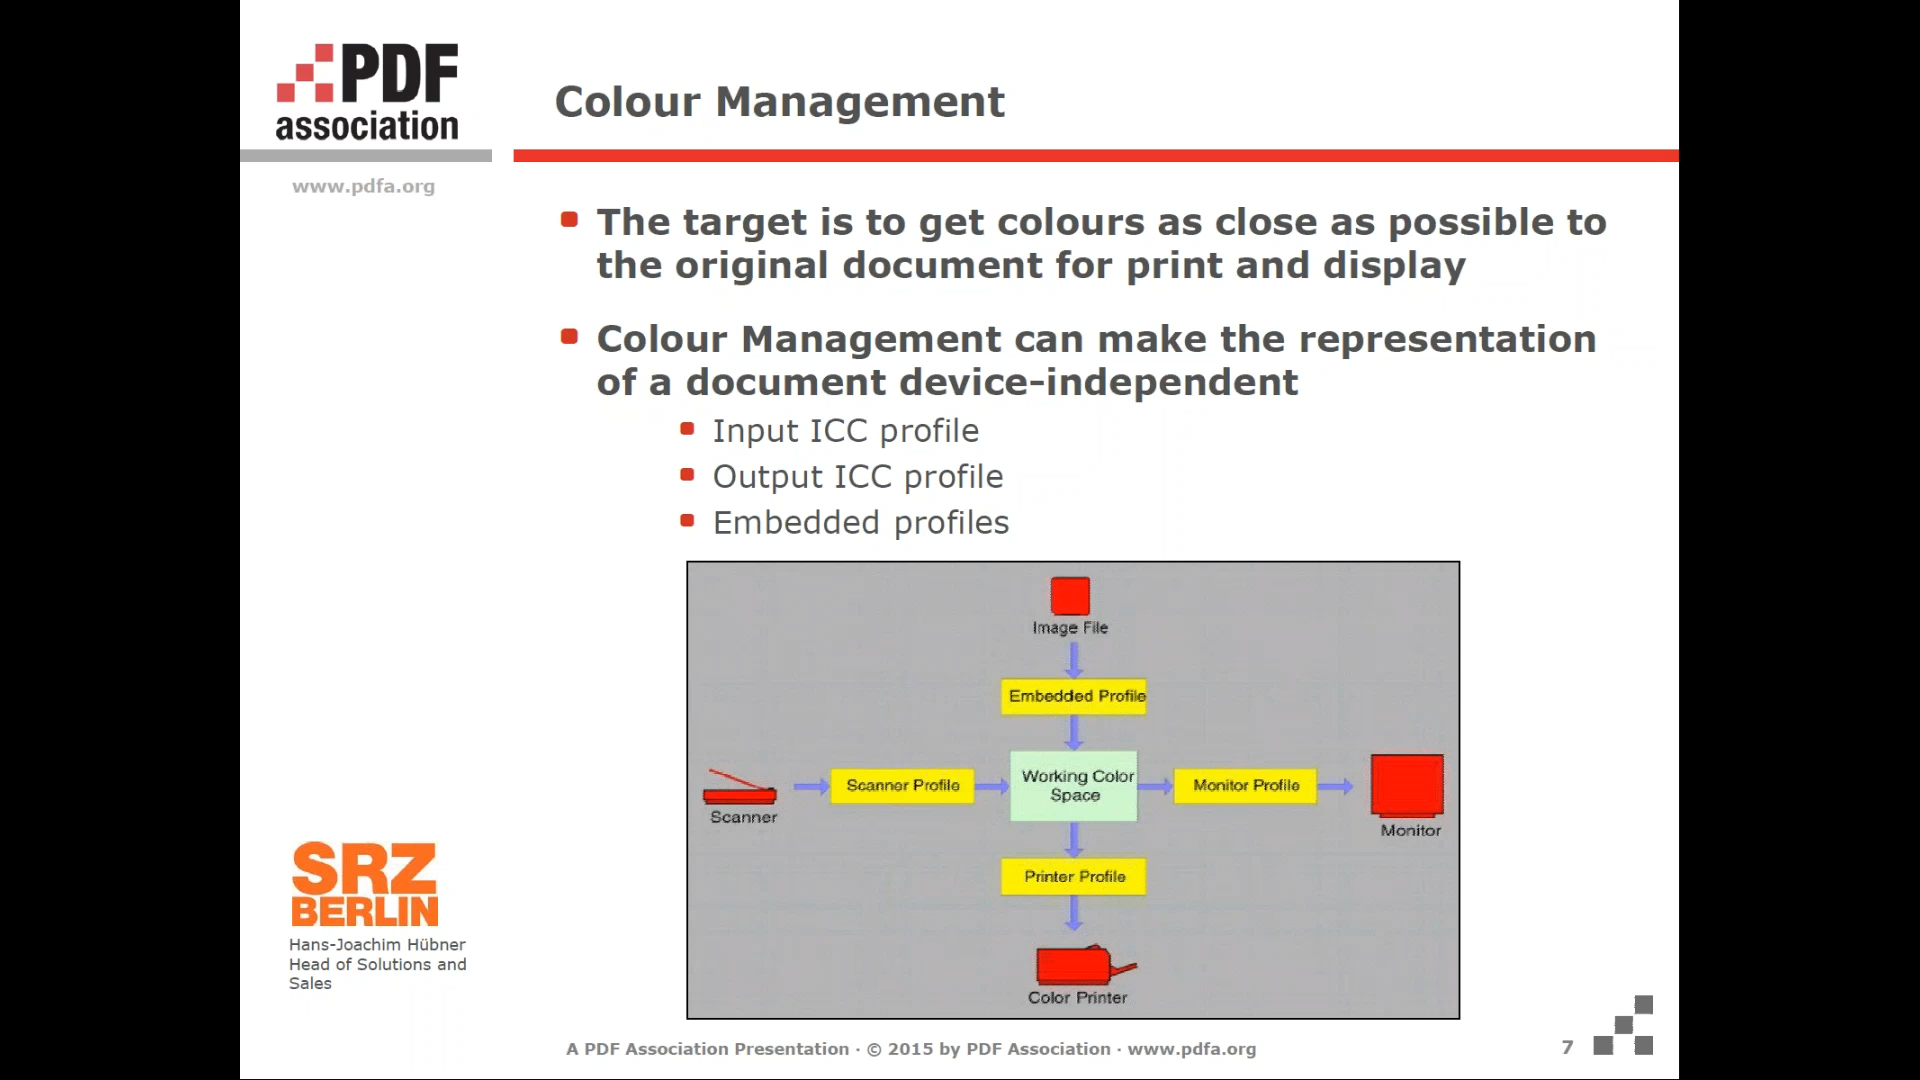 PDF
association
www.pdfa.org
Colour Management
The target is to get colours as close as possible to
the original document for print and display
Colour Management can make the representation
of a document device-independent
Input ICC profile
Output ICC profile
Embedded profiles
Image File
Embedded Profile
Scanner
Scanner Profile
Working Color
Space
Monitor Profile
Monitor
Printer Profile
Color Printer
SRZ
BERLIN
Hans-Joachim Hübner
Head of Solutions and
Sales
A PDF Association Presentation · © 2015 by PDF Association · www.pdfa.org
7